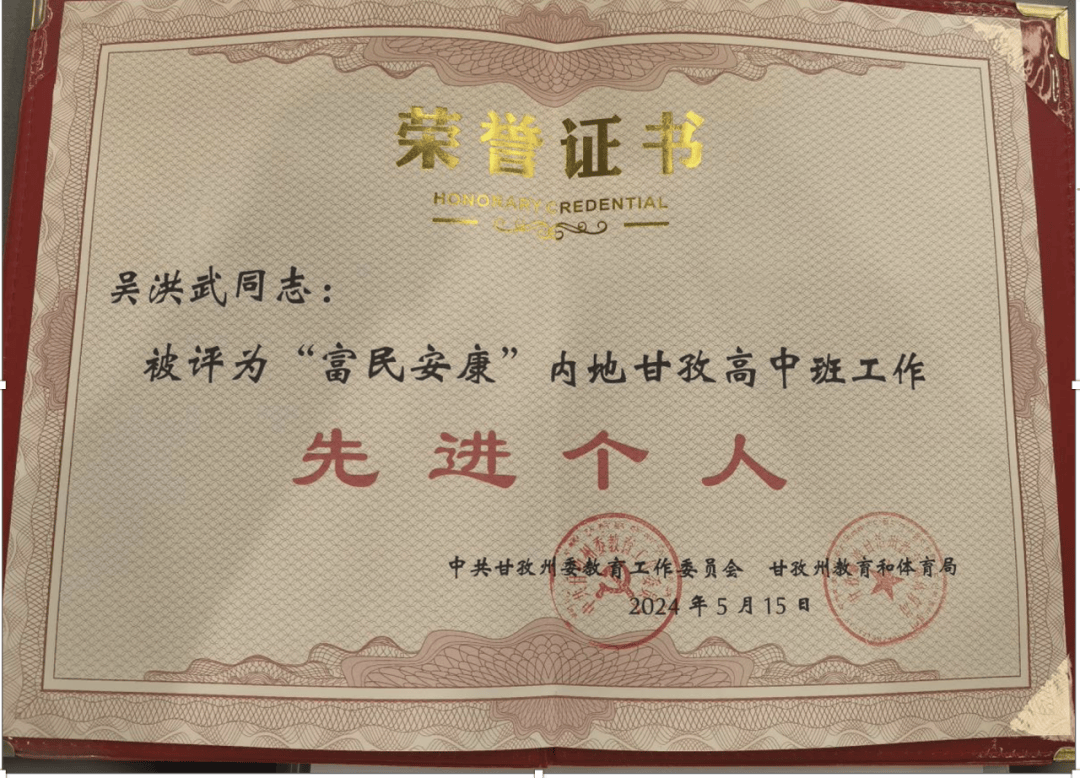 荣誉证书
HONORARY CREDENTIAL
吴洪武同志：
被评为“富民安康”内地甘孜高中班工作
先进个人
中共甘孜州委教育工作委员会 甘孜州教育和体育局
2024年5月15日